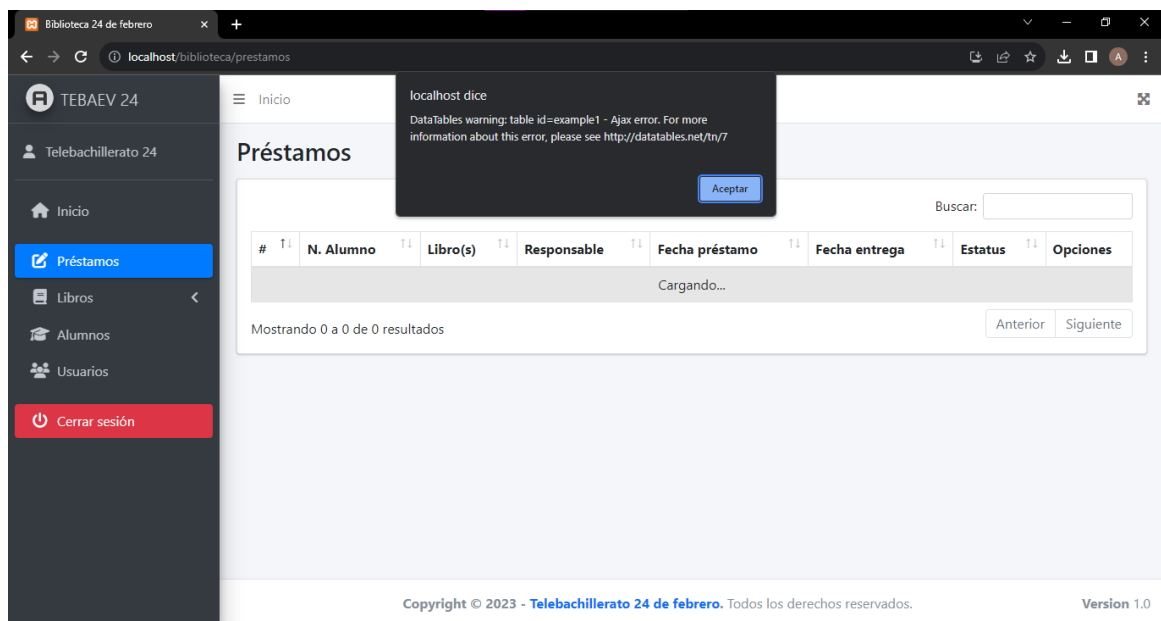 Biblioteca 24 de febrero
localhost/biblioteca/prestamos
A
TEBAEV 24
Inicio
localhost dice
DataTables warning: table id=example1 - Ajax error. For more
information about this error, please see http://datatables.net/tn/7
Aceptar
Telebachillerato 24
Préstamos
Inicio
Buscar:
Préstamos
# N. Alumno Libro(s) Responsable Fecha préstamo Fecha entrega Estatus Opciones
Cargando...
Libros
Mostrando 0 a 0 de 0 resultados
Anterior Siguiente
Alumnos
Usuarios
Cerrar sesión
Copyright © 2023 - Telebachillerato 24 de febrero. Todos los derechos reservados.
Version 1.0